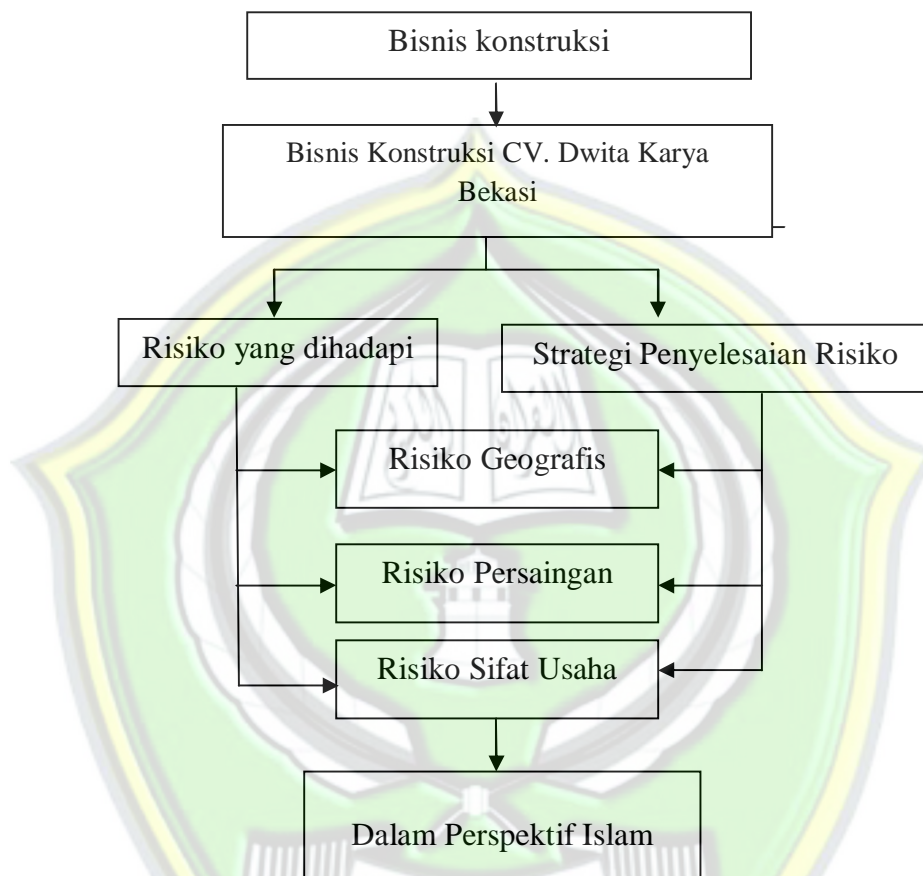 Bisnis konstruksi
Bisnis Konstruksi CV. Dwita Karya
Bekasi
Risiko yang dihadapi
Strategi Penyelesaian Risiko
Risiko Geografis
Risiko Persaingan
Risiko Sifat Usaha
Dalam Perspektif Islam